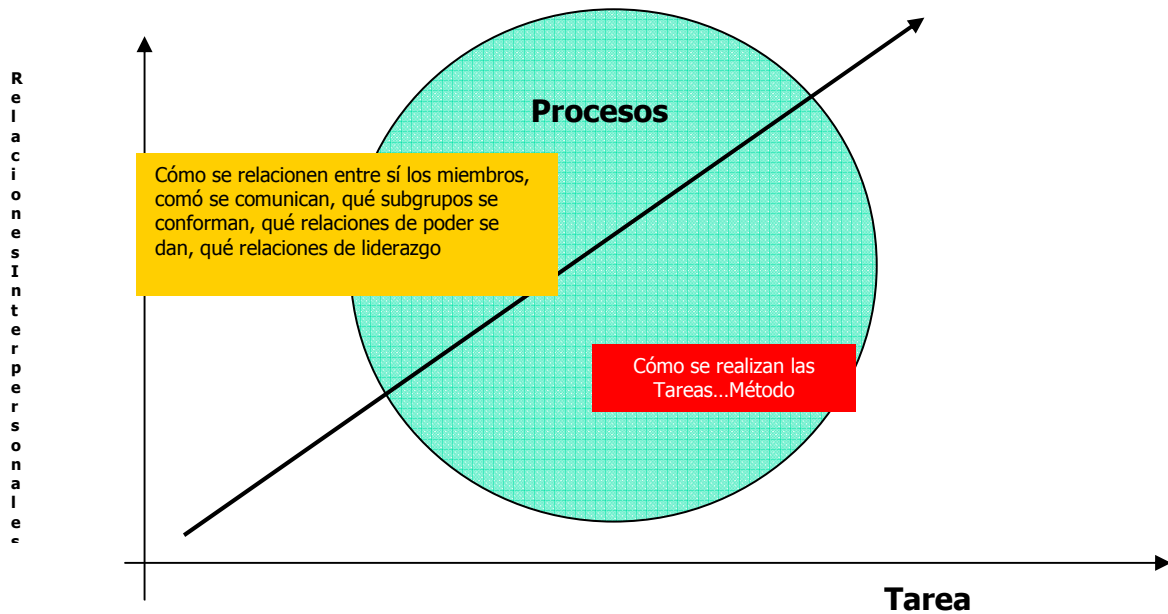 RelacionesInterpersonales
Procesos
Cómo se relacionen entre sí los miembros,
comó se comunican, qué subgrupos se
conforman, qué relaciones de poder se
dan, qué relaciones de liderazgo
Cómo se realizan las
Tareas...Método
Tarea